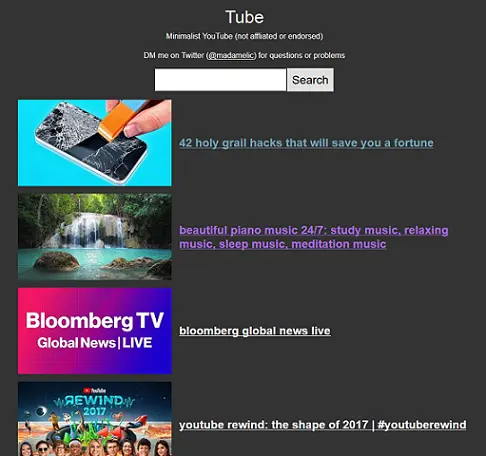 Tube
Minimalist YouTube (not affliated or endorsed)
DM me on Twitter (@madamelic) for questions or problems
Search
42 holy grail hacks that will save you a fortune
beautiful piano music 24/7: study music, relaxing
music, sleep music, meditation music
Bloomberg TV
Global News | LIVE
bloomberg global news live
YouTube
REWIND
2017
youtube rewind: the shape of 2017 | #youtuberewind